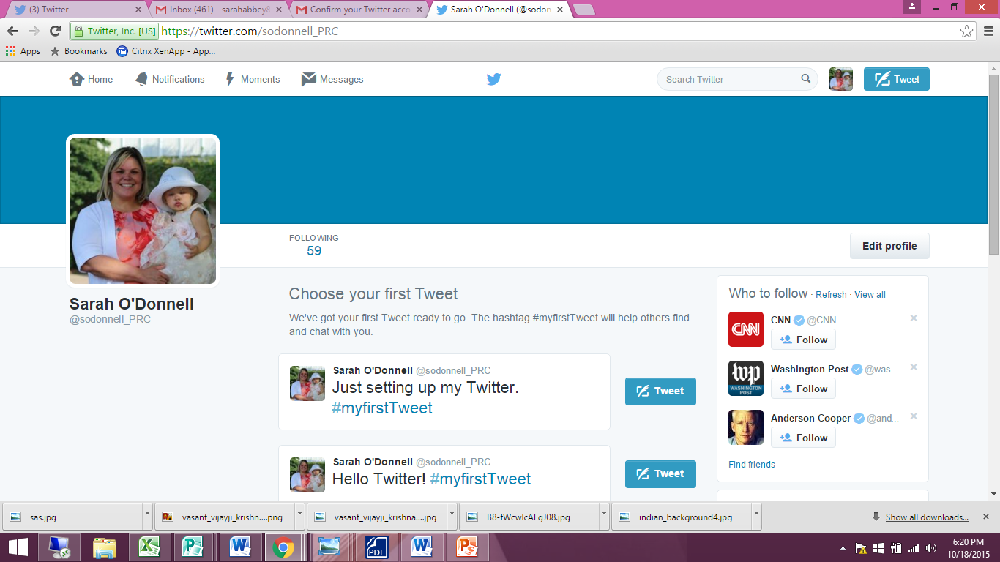 (3) Twitter
Inbox (461) - sarahabbey8
Confirm your Twitter acco
Sarah O'Donnell (@sodon
Twitter, Inc. [US] https://twitter.com/sodonnell_PRC
Apps Bookmarks Citrix XenApp - App...
Home Notifications Moments Messages Search Twitter Tweet
FOLLOWING
59
Edit profile
Sarah O'Donnell
@sodonnell_PRC
Choose your first Tweet
We've got your first Tweet ready to go. The hashtag #myfirstTweet will help others find
and chat with you.
Sarah O'Donnell @sodonnell_PRC
Just setting up my Twitter.
#myfirstTweet
Tweet
Sarah O'Donnell @sodonnell_PRC
Hello Twitter! #myfirstTweet
Tweet
Who to follow · Refresh · View all
CNN
CNN @CNN
Follow
wp
WASHINGTON
POST
Washington Post @was...
Follow
Anderson Cooper @and...
Follow
Find friends
sas.jpg
vasant_vijayji_krishn....png
vasant_vijayji_krishna....jpg
B8-fWcwIcAEgJ08.jpg
indian_background4.jpg
Show all downloads...
PDF
6:20 PM
10/18/2015